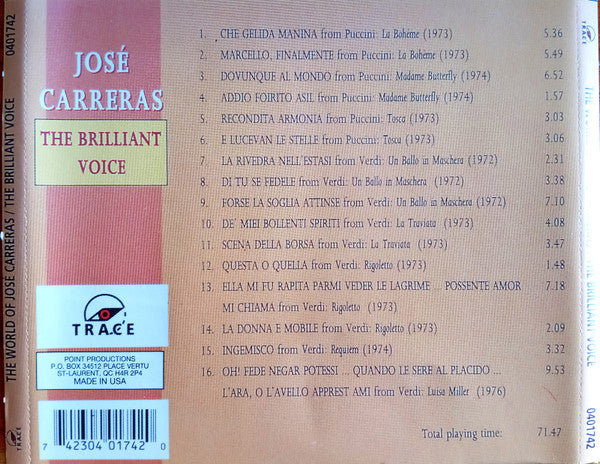 THE WORLD OF JOSÉ CARRERAS / THE BRILLIANT VOICE 0401742
JOSÉ
CARRERAS
THE BRILLIANT
VOICE
1. CHE GELIDA MANINA from Puccini: La Bohème (1973) 5.36
2. MARCELLO, FINALMENTE from Puccini: La Bohème (1973) 5.13
3. DOVUNQUE AL MONDO from Puccini: Madame Butterfly (1974) 6.52
4. ADDIO FOIRITO ASIL from Puccini: Madame Butterfly (1974) 1.57
5. RECONDITA ARMONIA from Puccini: Tosca (1973) 3.03
6. E LUCEVAN LE STELLE from Puccini: Tosca (1973) 3.06
7. LA RIVEDRA NELL'ESTASI from Verdi: Un Ballo in Maschera (1972) 2.31
8. DI TU SE FEDELE from Verdi: Un Ballo in Maschera (1972) 3.38
9. FORSE LA SOGLIA ATTINSE from Verdi: Un Ballo in Maschera (1972) 7.10
10. DE' MIEI BOLLENTI SPIRITI from Verdi: La Traviata (1973) 4.08
11. SCENA DELLA BORSA from Verdi: La Traviata (1973) 3.47
12. QUESTA O QUELLA from Verdi: Rigoletto (1973) 1.48
13. ELLA MI FU RAPITA PARMI VEDER LE LAGRIME ... POSSENTE AMOR 7.18
MI CHIAMA from Verdi: Rigoletto (1973)
14. LA DONNA E MOBILE from Verdi: Rigoletto (1973) 2.09
15. INGEMISCO from Verdi: Requiem (1974) 3.32
16. OH! FEDE NEGAR POTESSI ... QUANDO LE SERE AL PLACIDO ... 9.53
L'ARA, O L'AVELLO APPREST AMI from Verdi: Luisa Miller (1976)
Total playing time: 71.47
TRACE
POINT PRODUCTIONS
P.O. BOX 34512 PLACE VERTU
ST-LAURENT, QC H4R 2P4
MADE IN USA
7 42304 01742 0
TRACE
TRACE
BRILLIANT VOICE
0401742
TRACE